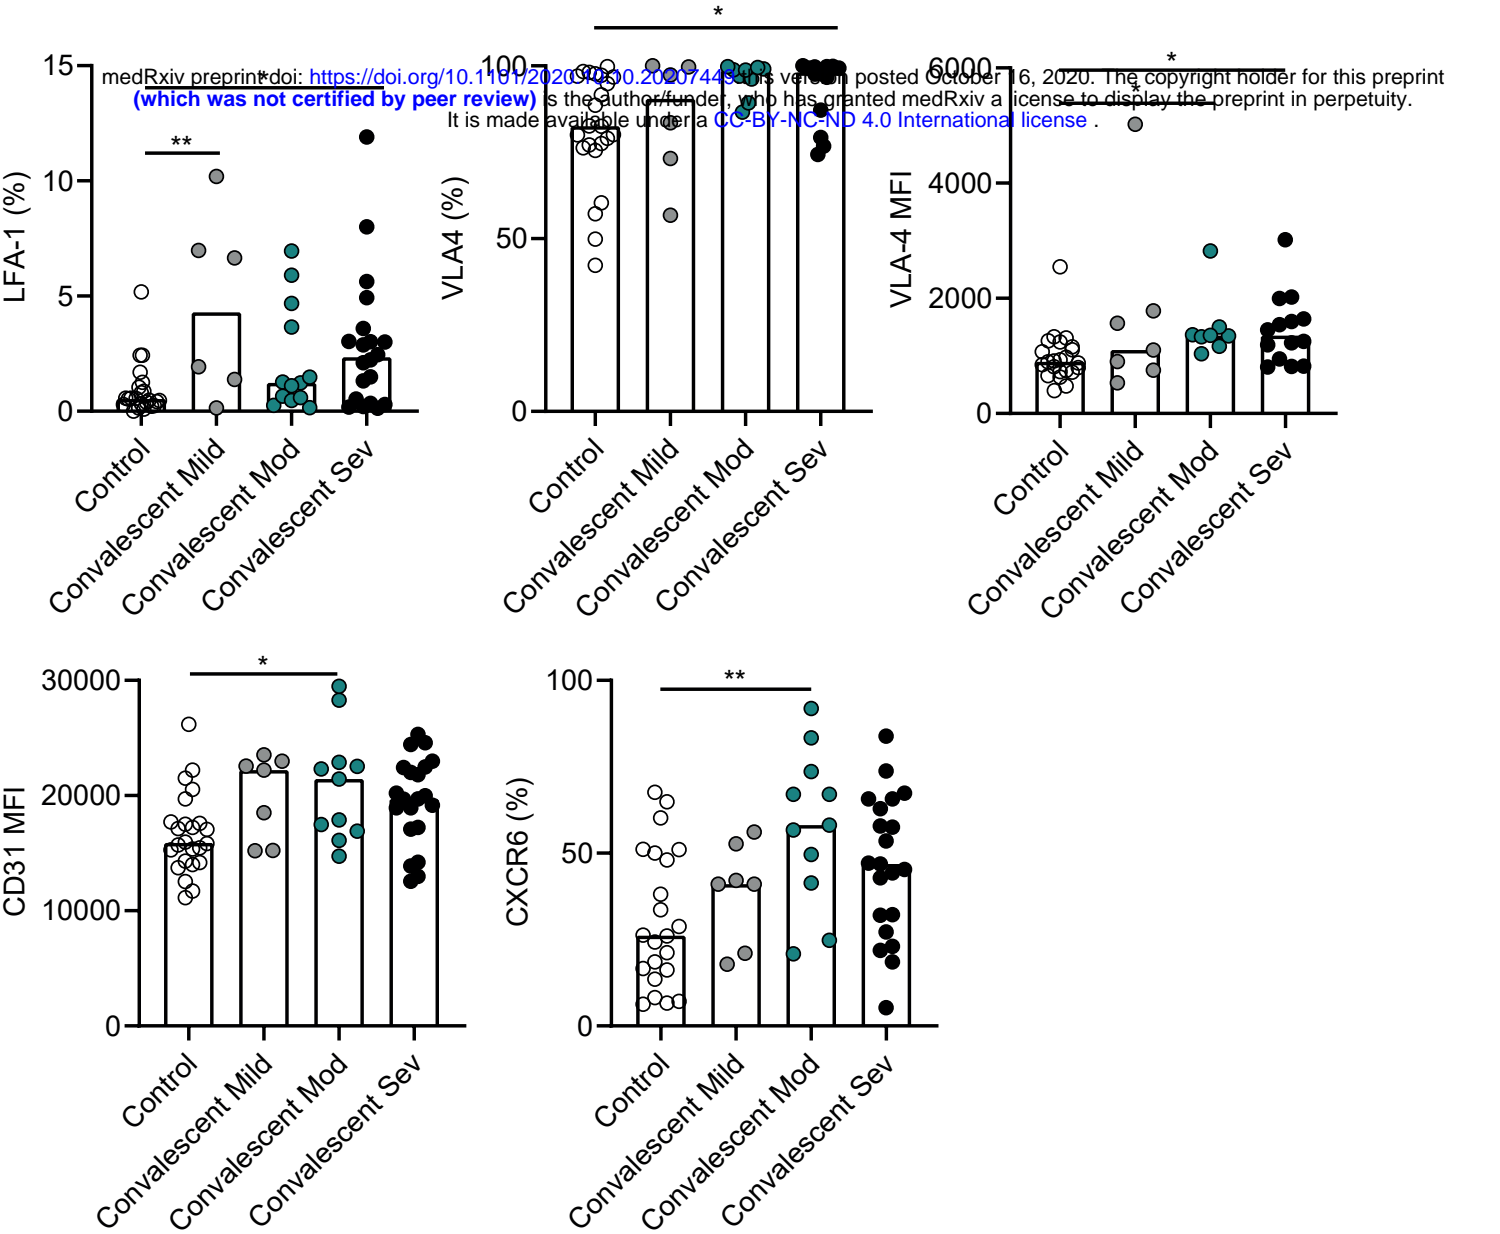 *
medRxiv preprint doi: https://doi.org/10.1101/2020.10.10.20207449; this version posted October 16, 2020. The copyright holder for this preprint
(which was not certified by peer review) is the author/funder, who has granted medRxiv a license to display the preprint in perpetuity.
It is made available under a CC-BY-NC-ND 4.0 International license .
LFA-1 (%)
15
10
5
0
*
**
Control
Convalescent Mild
Convalescent Mod
Convalescent Sev
VLA4 (%)
100
50
0
Control
Convalescent Mild
Convalescent Mod
Convalescent Sev
VLA-4 MFI
6000
4000
2000
0
*
*
Control
Convalescent Mild
Convalescent Mod
Convalescent Sev
CD31 MFI
30000
20000
10000
0
*
Control
Convalescent Mild
Convalescent Mod
Convalescent Sev
CXCR6 (%)
100
50
0
**
Control
Convalescent Mild
Convalescent Mod
Convalescent Sev